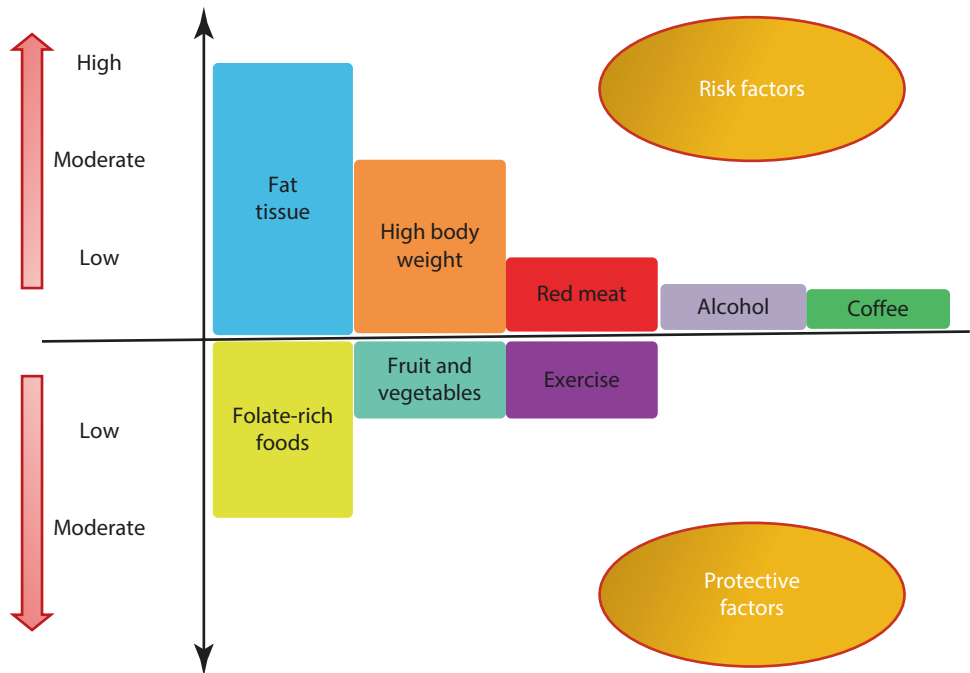 High
Moderate
Low
Fat
tissue
High body
weight
Red meat
Alcohol
Coffee
Risk factors
Low
Moderate
Folate-rich
foods
Fruit and
vegetables
Exercise
Protective
factors